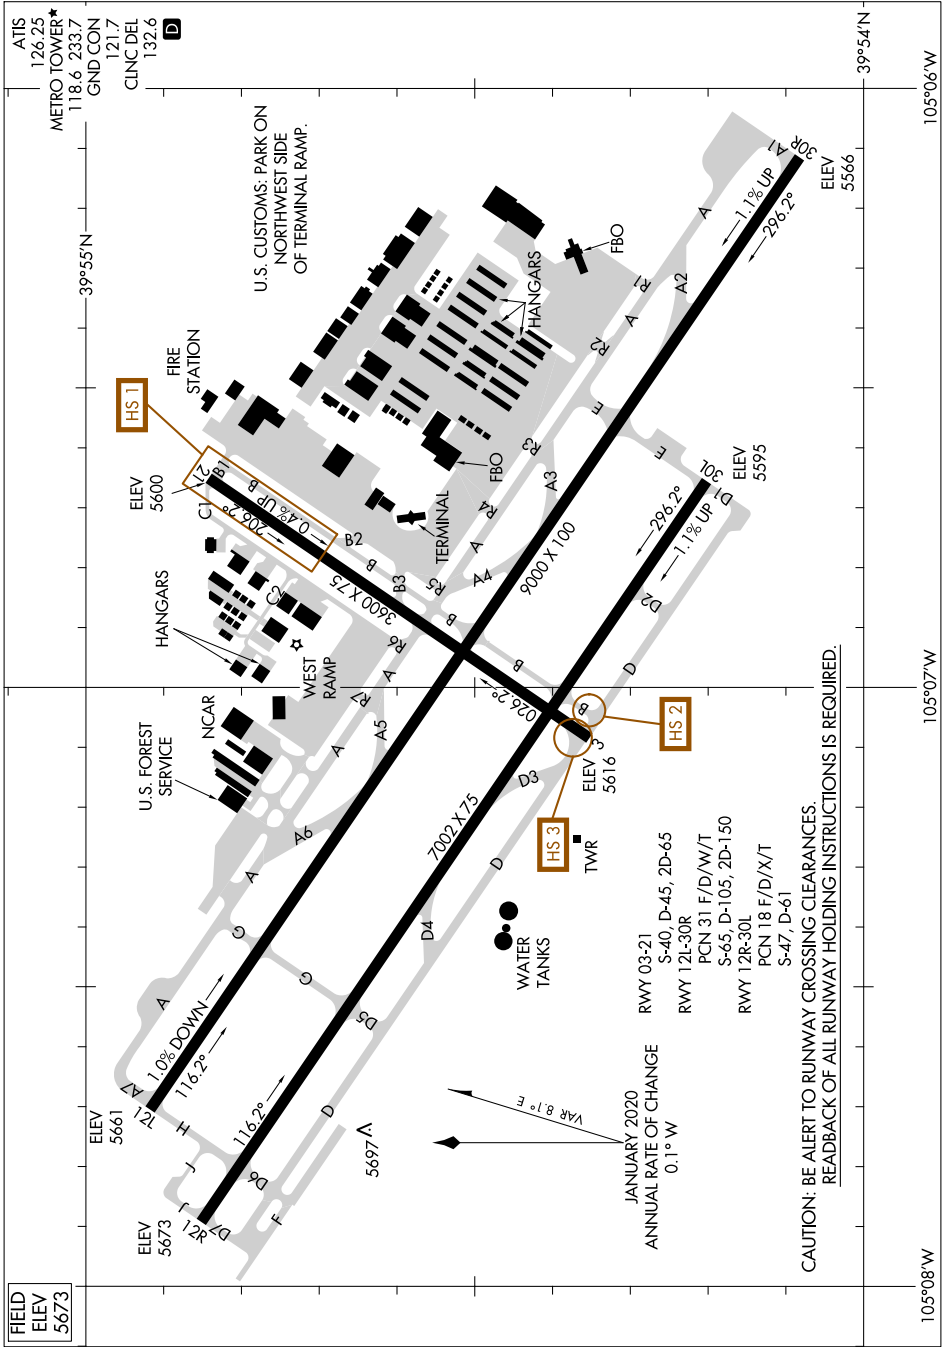 ATIS
126.25
METRO TOWER★
118.6 233.7
GND CON
121.7
CLNC DEL
132.6
D
39°54'N
105°06'W
39°55'N
U.S. CUSTOMS: PARK ON
NORTHWEST SIDE
OF TERMINAL RAMP.
A1
30R
ELEV
5566
1.1% UP
296.2°
A
A2
FBO
HANGARS
R1
A
R2
FIRE
STATION
HS 1
E
E
R3
A3
FBO
R4
30L
D1
ELEV
5595
296.2°
1.1% UP
ELEV
5600
21
B1
B
C1
206.2°
0.4% UP
B2
B
B3
TERMINAL
A
A4
R5
9000 X 100
D2
D
HANGARS
C2
3600 X 75
B
R6
A
R7
B
026.2°
WEST
RAMP
105°07'W
B
HS 2
3
ELEV
5616
HS 3
U.S. FOREST
SERVICE
NCAR
A
A5
D3
TWR
A6
7002 X 75
D
A
G
G
D4
WATER
TANKS
A
D5
1.0% DOWN
116.2°
A7
12L
ELEV
5661
H
J
J
116.2°
D
D6
F
12R
D7
ELEV
5673
5697
VAR 8.1° E
JANUARY 2020
ANNUAL RATE OF CHANGE
0.1° W
RWY 03-21
S-40, D-45, 2D-65
RWY 12L-30R
PCN 31 F/D/W/T
S-65, D-105, 2D-150
RWY 12R-30L
PCN 18 F/D/X/T
S-47, D-61
CAUTION: BE ALERT TO RUNWAY CROSSING CLEARANCES.
READBACK OF ALL RUNWAY HOLDING INSTRUCTIONS IS REQUIRED.
105°08'W
FIELD
ELEV
5673